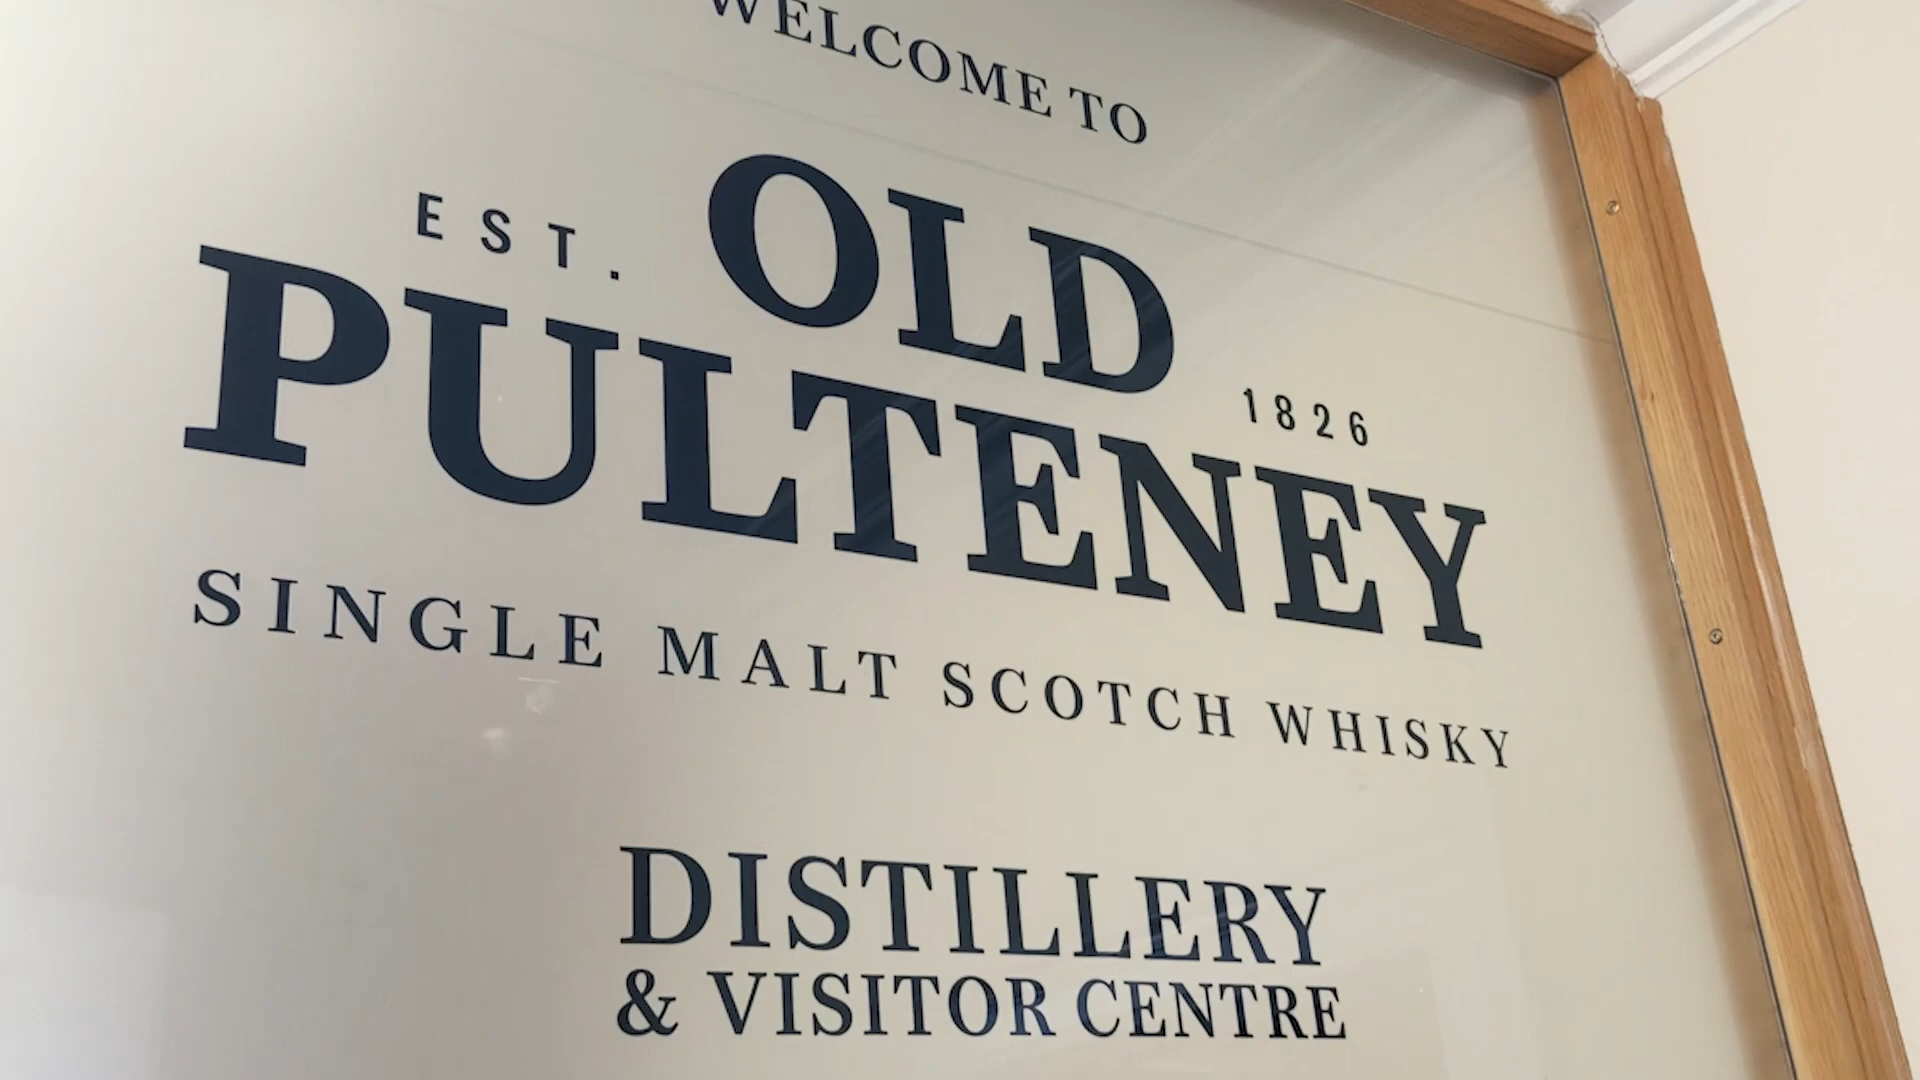 WELCOME TO
EST. OLD 1826
PULTENEY
SINGLE MALT SCOTCH WHISKY
DISTILLERY
& VISITOR CENTRE